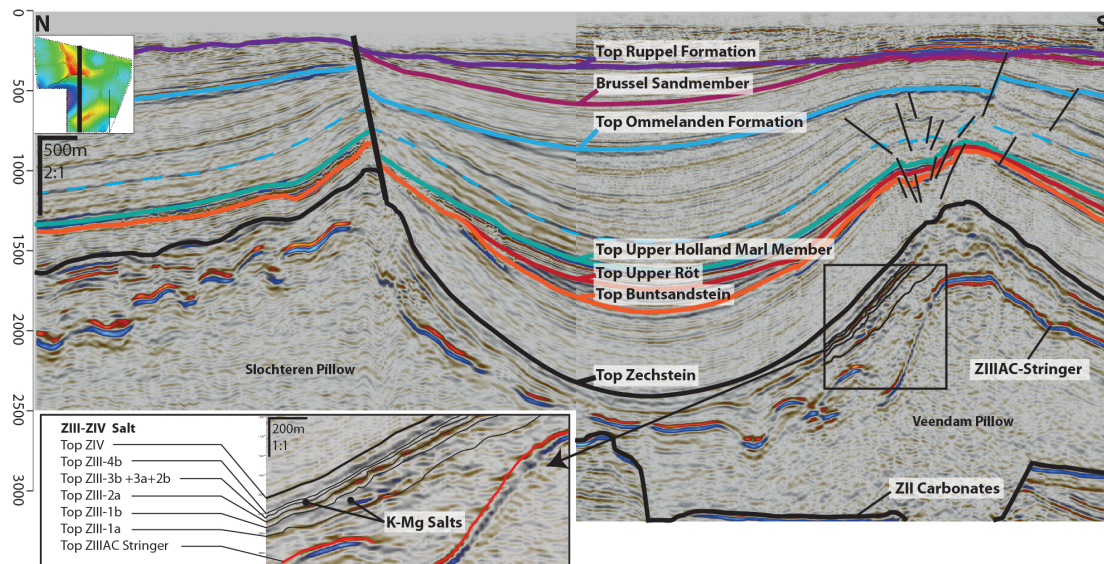 N
S
0
500
1000
1500
2000
2500
3000
500m
2:1
Top Ruppel Formation
Brussel Sandmember
Top Ommelanden Formation
Top Upper Holland Marl Member
Top Upper Röt
Top Buntsandstein
Top Zechstein
Slochteren Pillow
ZIIIAC-Stringer
Veendam Pillow
ZII Carbonates
ZIII-ZIV Salt
Top ZIV
Top ZIII-4b
Top ZIII-3b +3a+2b
Top ZIII-2a
Top ZIII-1b
Top ZIII-1a
Top ZIIIAC Stringer
200m
1:1
K-Mg Salts